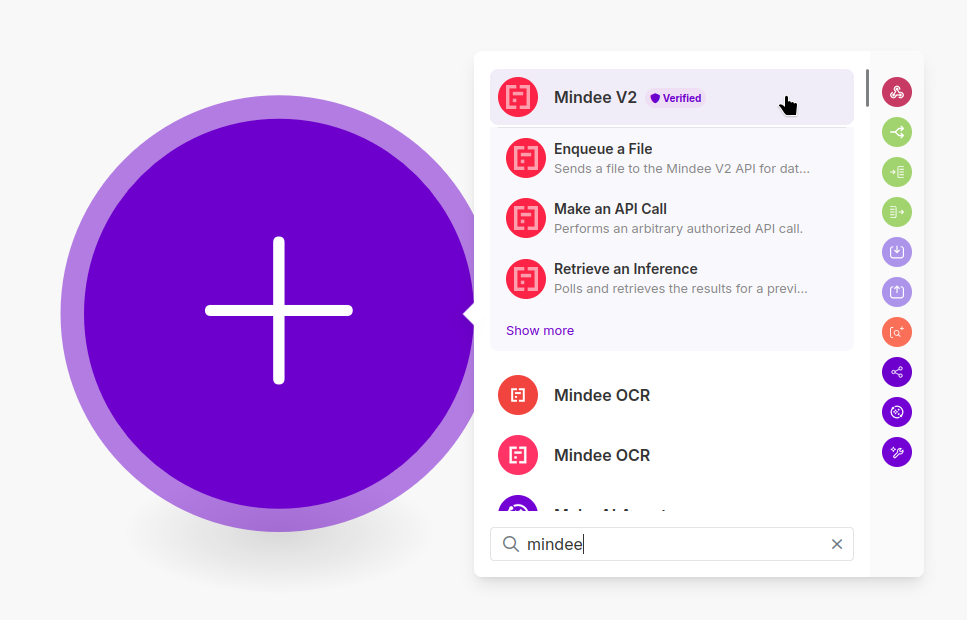 Mindee V2 Verified
Enqueue a File
Sends a file to the Mindee V2 API for dat...
Make an API Call
Performs an arbitrary authorized API call.
Retrieve an Inference
Polls and retrieves the results for a previ...
Show more
Mindee OCR
Mindee OCR
mindee